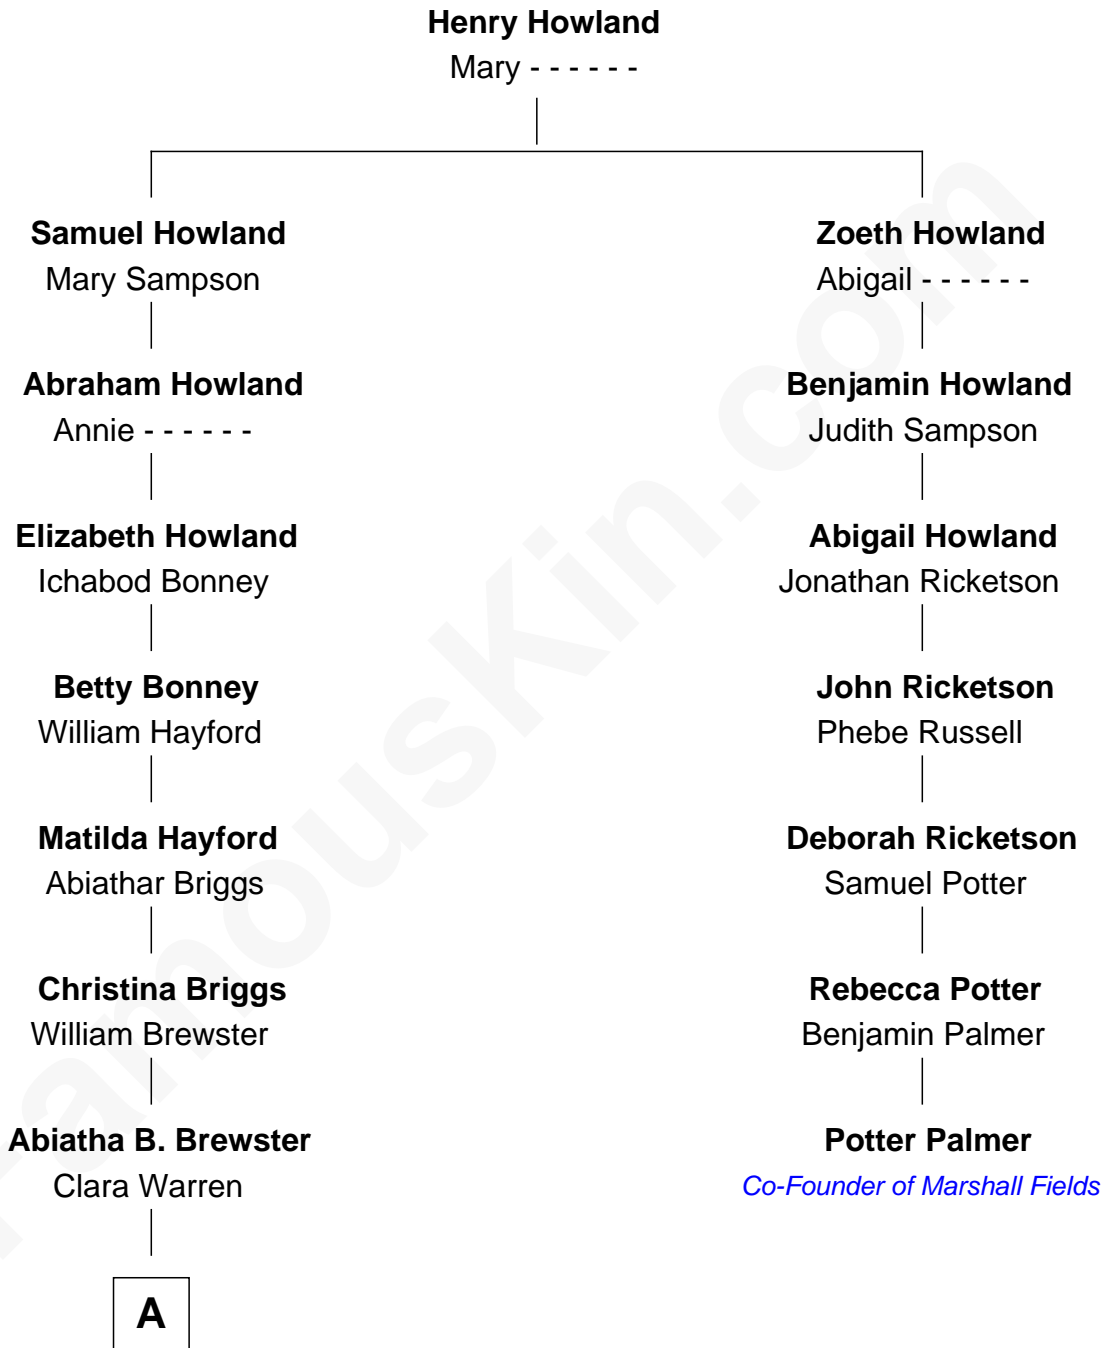 Henry Howland
Mary - - - - - -
Samuel Howland
Mary Sampson
Zoeth Howland
Abigail - - - - - -
Abraham Howland
Annie - - - - - -
Benjamin Howland
Judith Sampson
Elizabeth Howland
Ichabod Bonney
Abigail Howland
Jonathan Ricketson
Betty Bonney
William Hayford
John Ricketson
Phebe Russell
Matilda Hayford
Abiathar Briggs
Deborah Ricketson
Samuel Potter
Christina Briggs
William Brewster
Rebecca Potter
Benjamin Palmer
Abiatha B. Brewster
Clara Warren
Potter Palmer
Co-Founder of Marshall Fields
A
FamousKin.com